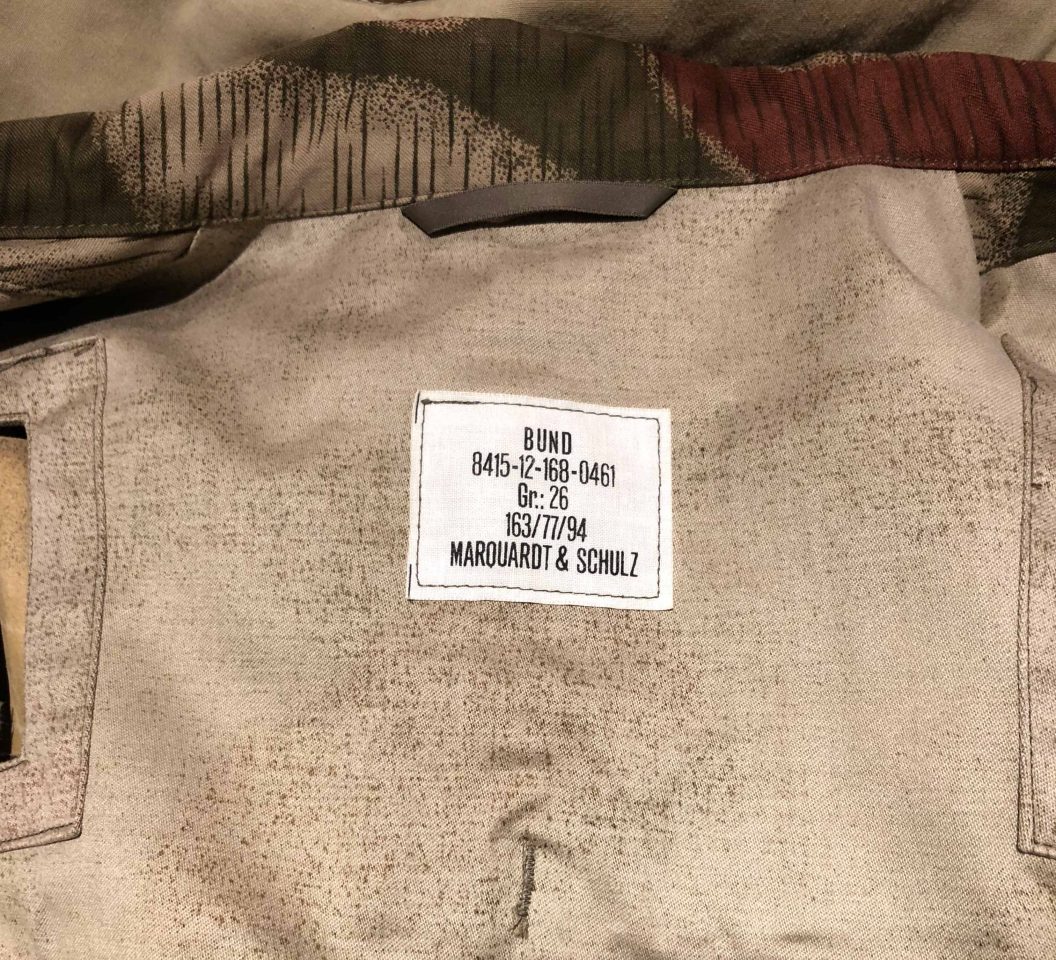 BUND
8415-12-168-0461
Gr.: 26
163/77/94
MARQUARDT & SCHULZ